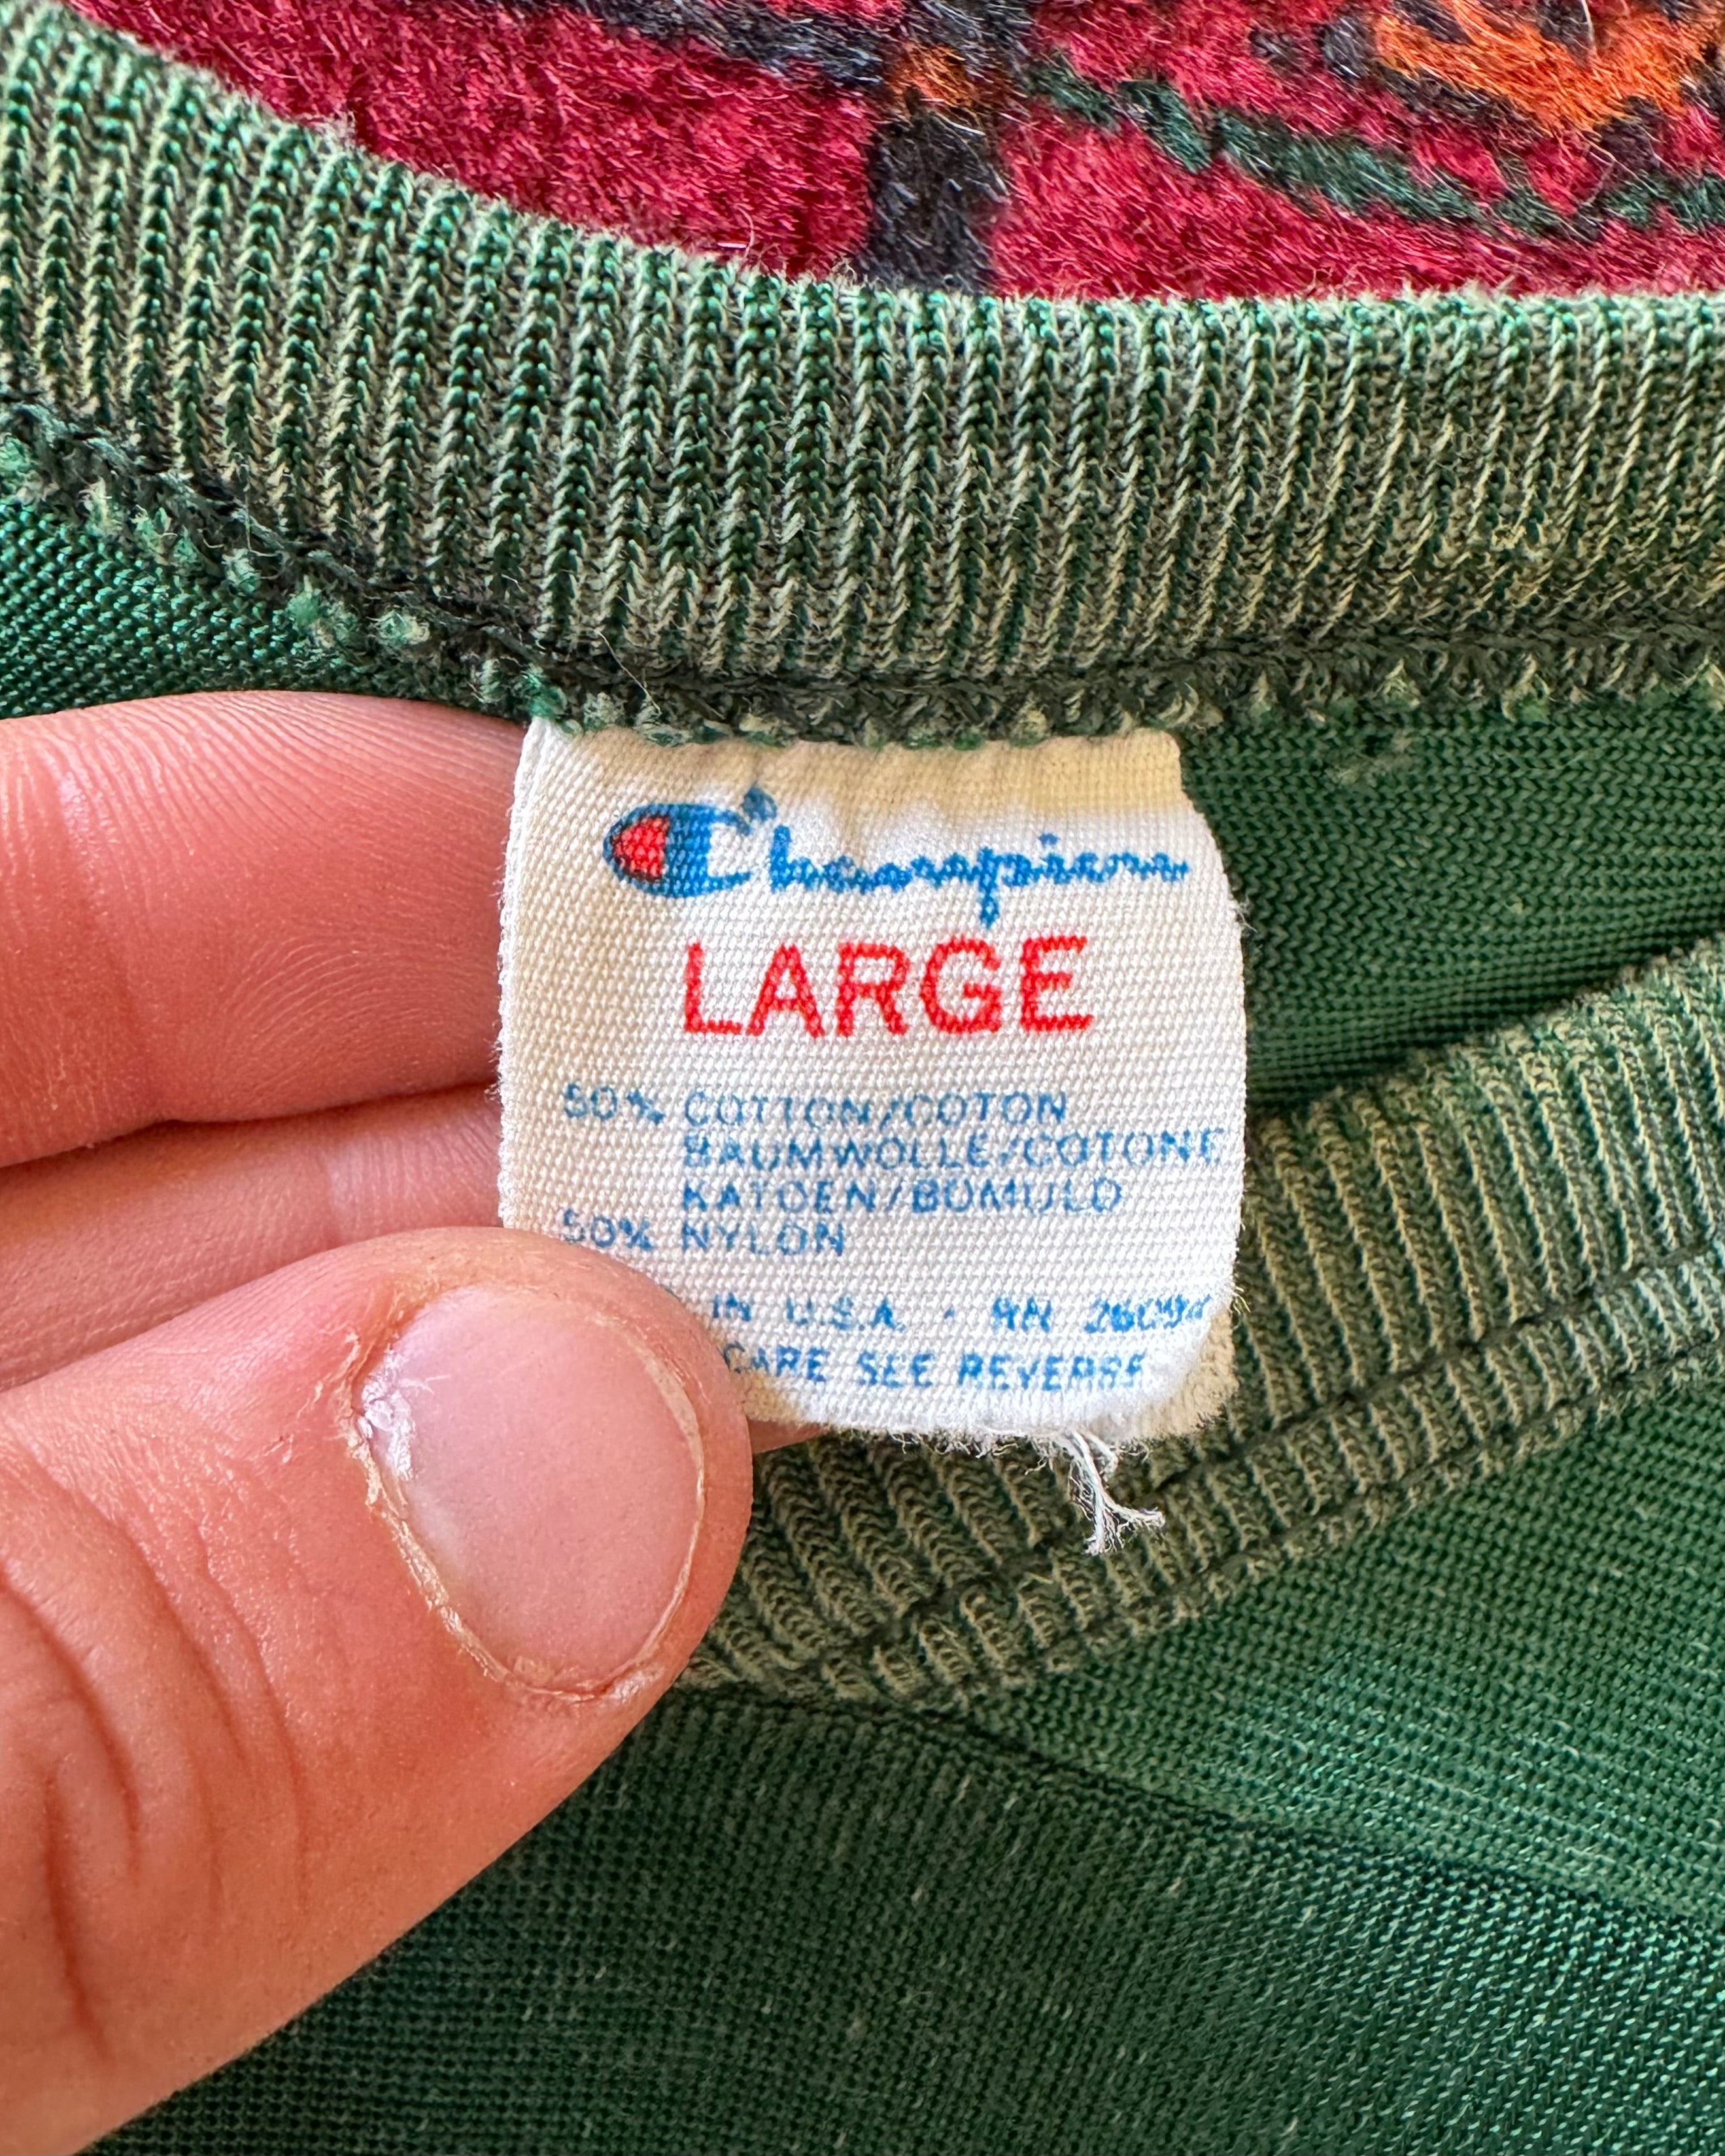 Champion®
LARGE
50% COTTON/COTON
BAUMWOLLE/COTONE
KATOEN/BOMULD
50% NYLON
IN U.S.A. · RN 26094
CARE SEE REVERSE